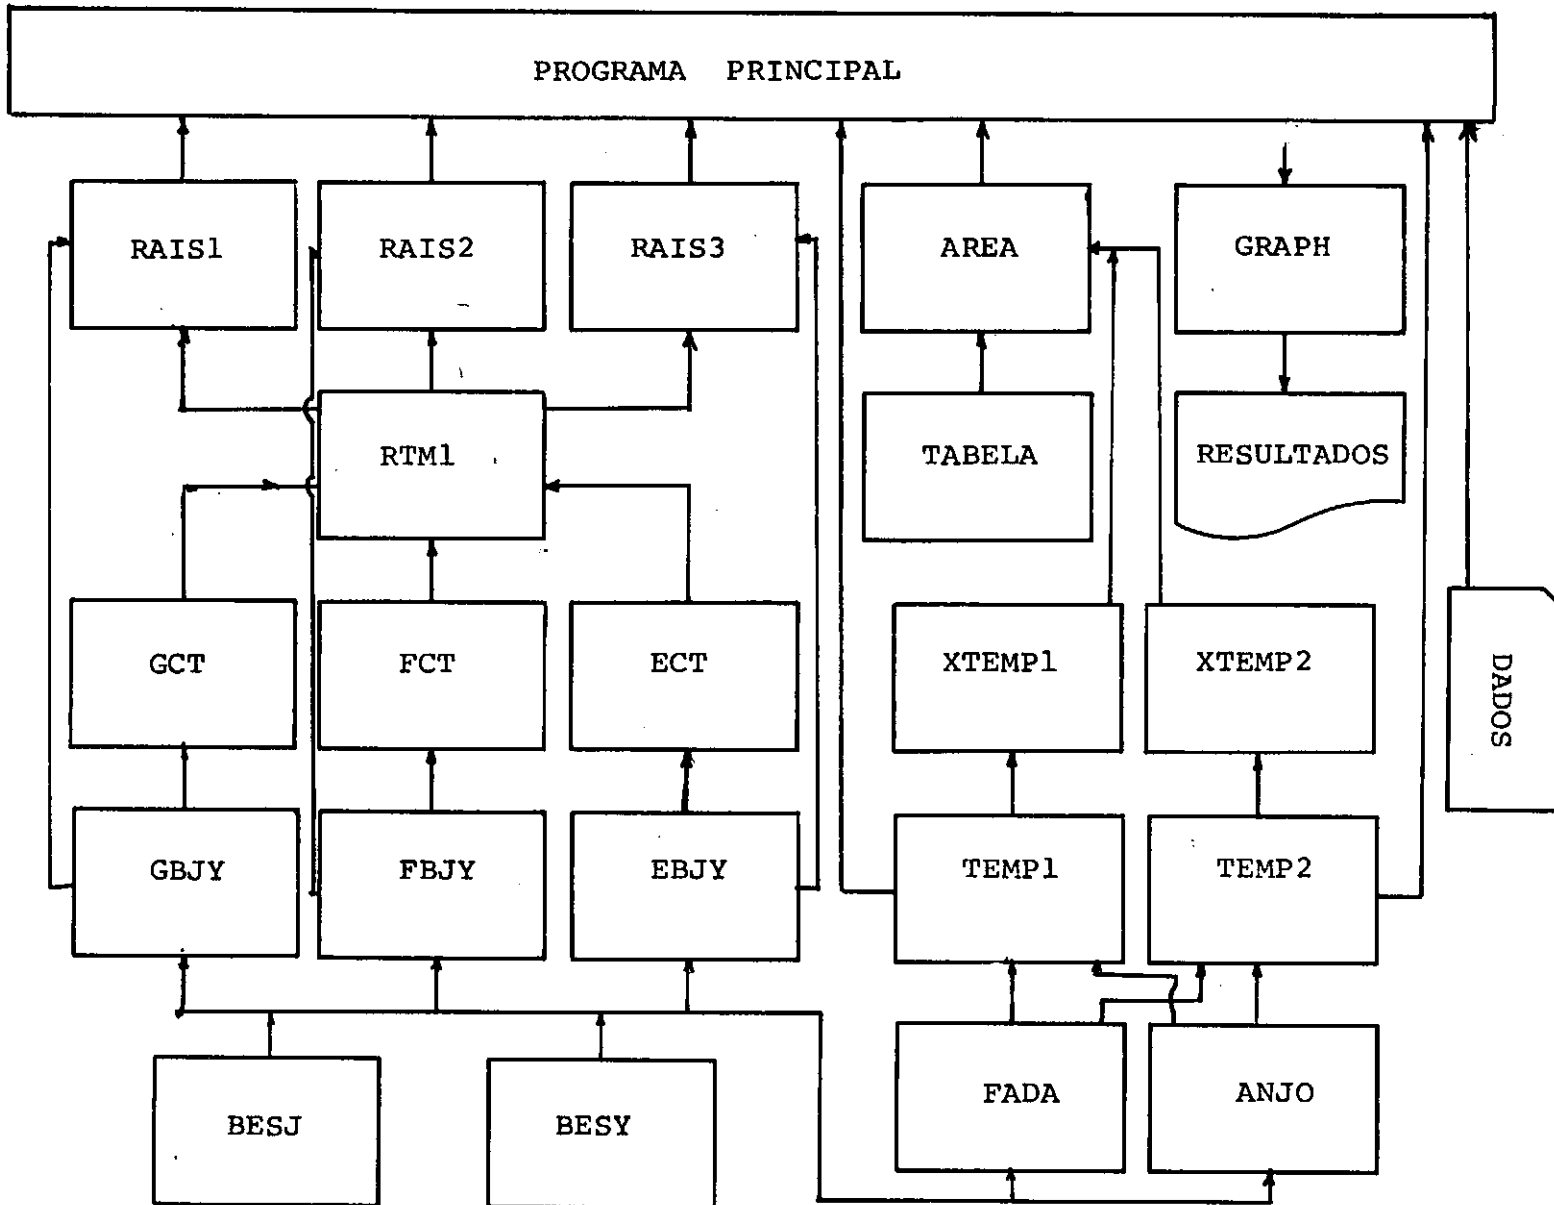 PROGRAMA PRINCIPAL
RAIS1 RAIS2 RAIS3 AREA GRAPH
RTM1 TABELA RESULTADOS
GCT FCT ECT XTEMP1 XTEMP2 DADOS
GBJY FBJY EBJY TEMP1 TEMP2
BESJ BESY FADA ANJO